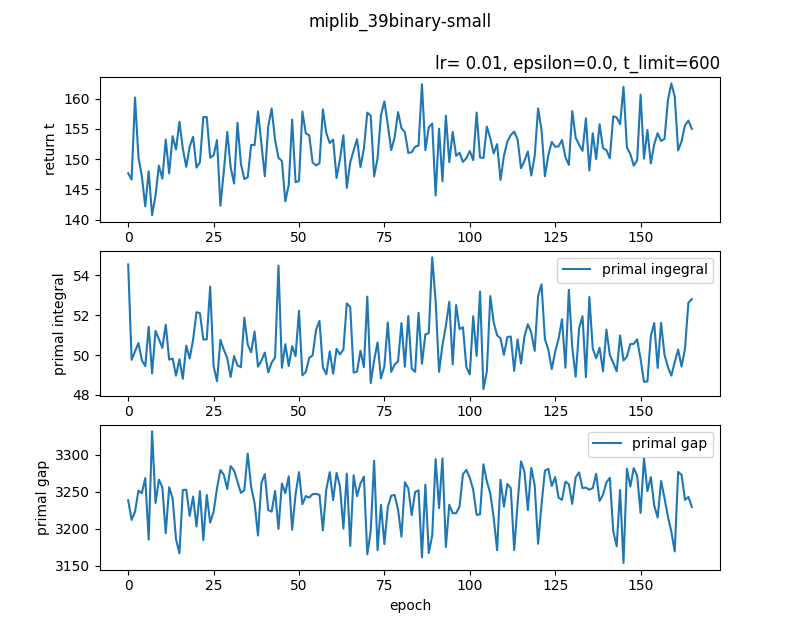 miplib_39binary-small
lr= 0.01, epsilon=0.0, t_limit=600
return t
160
155
150
145
140
0 25 50 75 100 125 150
primal integral
primal ingegral
54
52
50
48
0 25 50 75 100 125 150
primal gap
primal gap
3300
3250
3200
3150
0 25 50 75 100 125 150
epoch